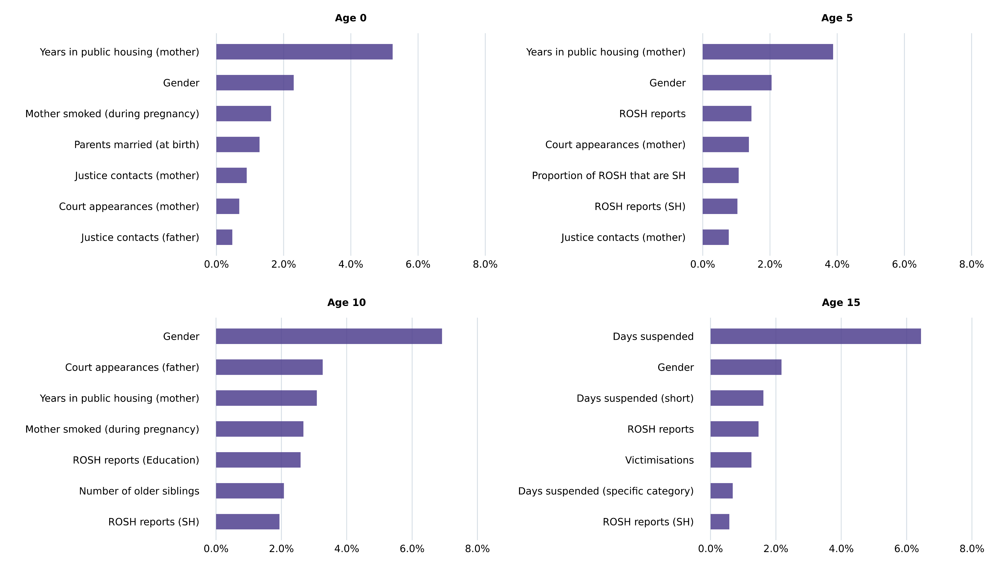 Age 0
Years in public housing (mother)
Gender
Mother smoked (during pregnancy)
Parents married (at birth)
Justice contacts (mother)
Court appearances (mother)
Justice contacts (father)
0.0% 2.0% 4.0% 6.0% 8.0%
Age 5
Years in public housing (mother)
Gender
ROSH reports
Court appearances (mother)
Proportion of ROSH that are SH
ROSH reports (SH)
Justice contacts (mother)
0.0% 2.0% 4.0% 6.0% 8.0%
Age 10
Gender
Court appearances (father)
Years in public housing (mother)
Mother smoked (during pregnancy)
ROSH reports (Education)
Number of older siblings
ROSH reports (SH)
0.0% 2.0% 4.0% 6.0% 8.0%
Age 15
Days suspended
Gender
Days suspended (short)
ROSH reports
Victimisations
Days suspended (specific category)
ROSH reports (SH)
0.0% 2.0% 4.0% 6.0% 8.0%